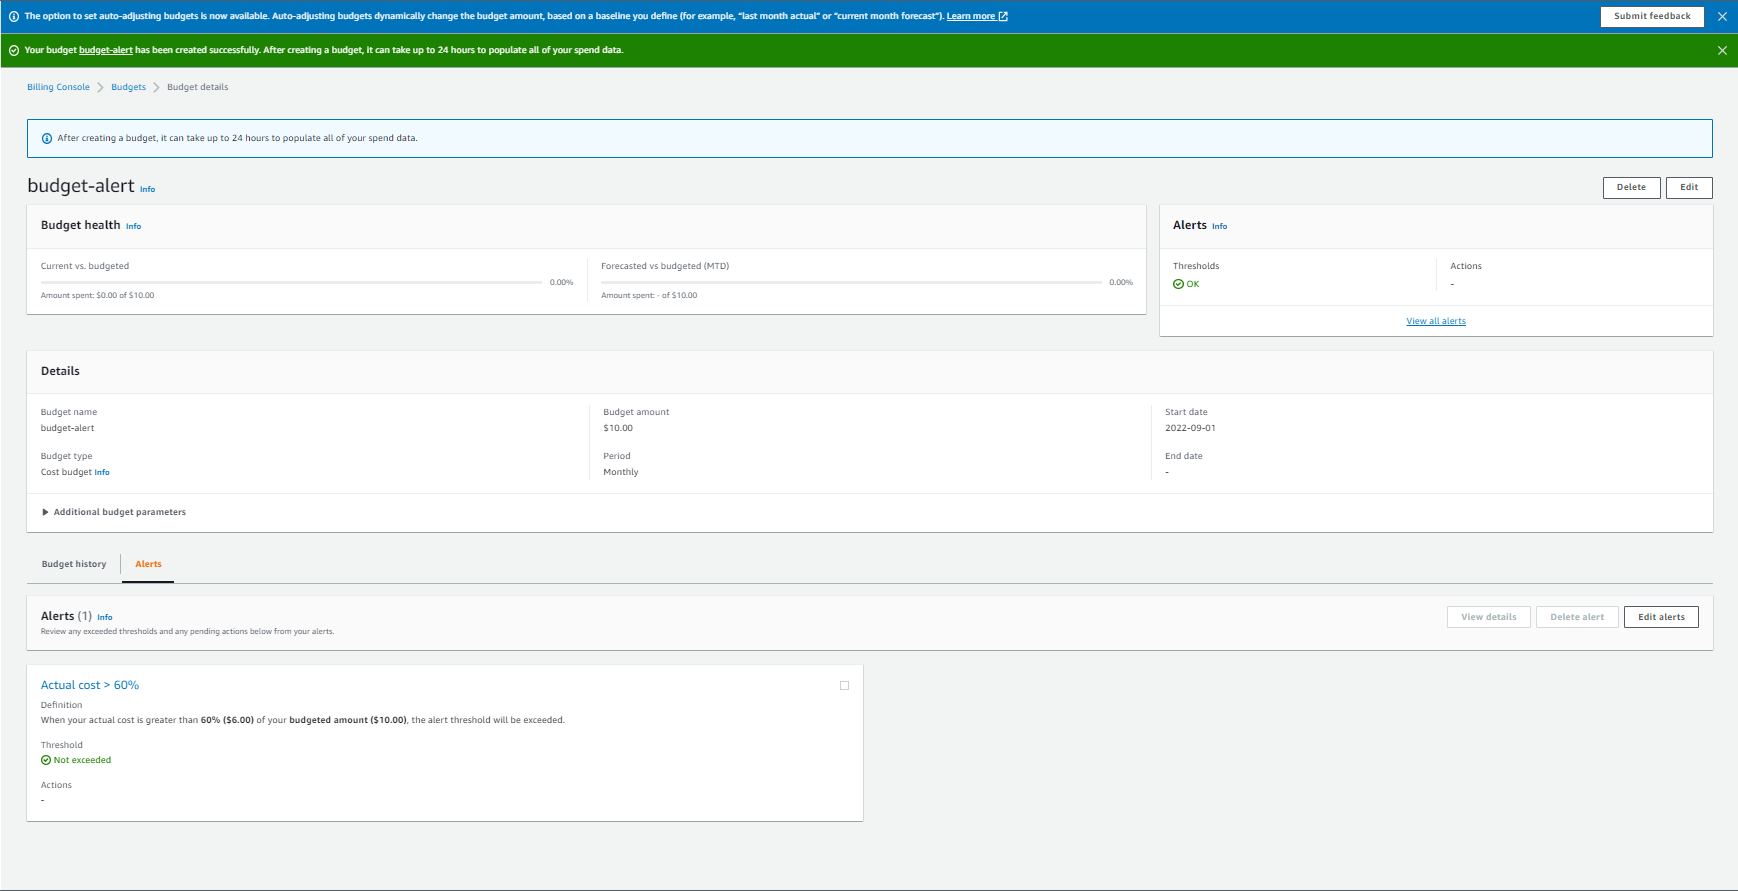 The option to set auto-adjusting budgets is now available. Auto-adjusting budgets dynamically change the budget amount, based on a baseline you define (for example, "last month actual" or "current month forecast"). Learn more
Submit feedback
Your budget budget-alert has been created successfully. After creating a budget, it can take up to 24 hours to populate all of your spend data.
Billing Console > Budgets > Budget details
After creating a budget, it can take up to 24 hours to populate all of your spend data.
budget-alert Info
Delete
Edit
Budget health Info
Current vs. budgeted
0.00%
Amount spent: $0.00 of $10.00
Forecasted vs budgeted (MTD)
0.00%
Amount spent: - of $10.00
Alerts Info
Thresholds
OK
Actions
-
View all alerts
Details
Budget name
budget-alert
Budget type
Cost budget Info
Budget amount
$10.00
Period
Monthly
Start date
2022-09-01
End date
-
Additional budget parameters
Budget history
Alerts
Alerts (1) Info
Review any exceeded thresholds and any pending actions below from your alerts.
View details
Delete alert
Edit alerts
Actual cost > 60%
Definition
When your actual cost is greater than 60% ($6.00) of your budgeted amount ($10.00), the alert threshold will be exceeded.
Threshold
Not exceeded
Actions
-